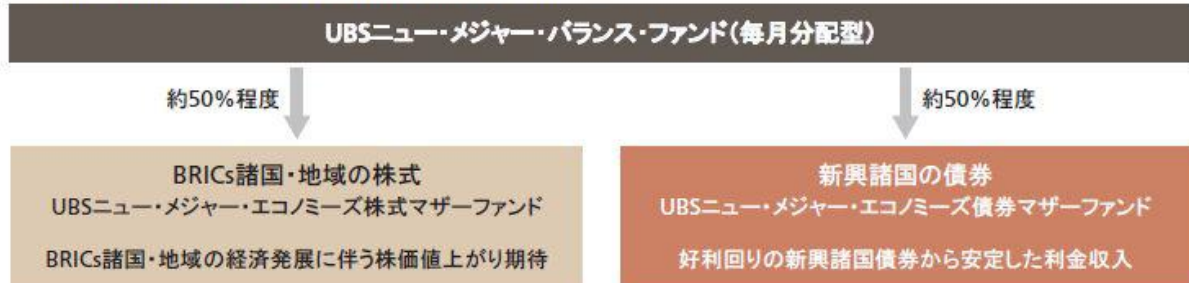 UBSニュー・メジャー・バランス・ファンド(毎月分配型)
約50%程度
約50%程度
BRICs諸国・地域の株式
UBSニュー・メジャー・エコノミーズ株式マザーファンド
BRICs諸国・地域の経済発展に伴う株価値上がり期待
新興諸国の債券
UBSニュー・メジャー・エコノミーズ債券マザーファンド
好利回りの新興諸国債券から安定した利金収入